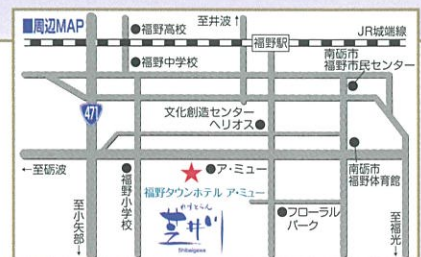 ■周辺MAP
至井波↑
JR城端線
●福野高校
福野駅
●福野中学校
南砺市
福野市民センター
471
文化創造センター
ヘリオス●
←至砺波
●ア・ミュー
南砺市
福野体育館
福野小学校
福野タウンホテル ア・ミュー
れすとらん
芝井川
Shibaigawa
●フローラル
パーク
至小矢部↓
至福光↓